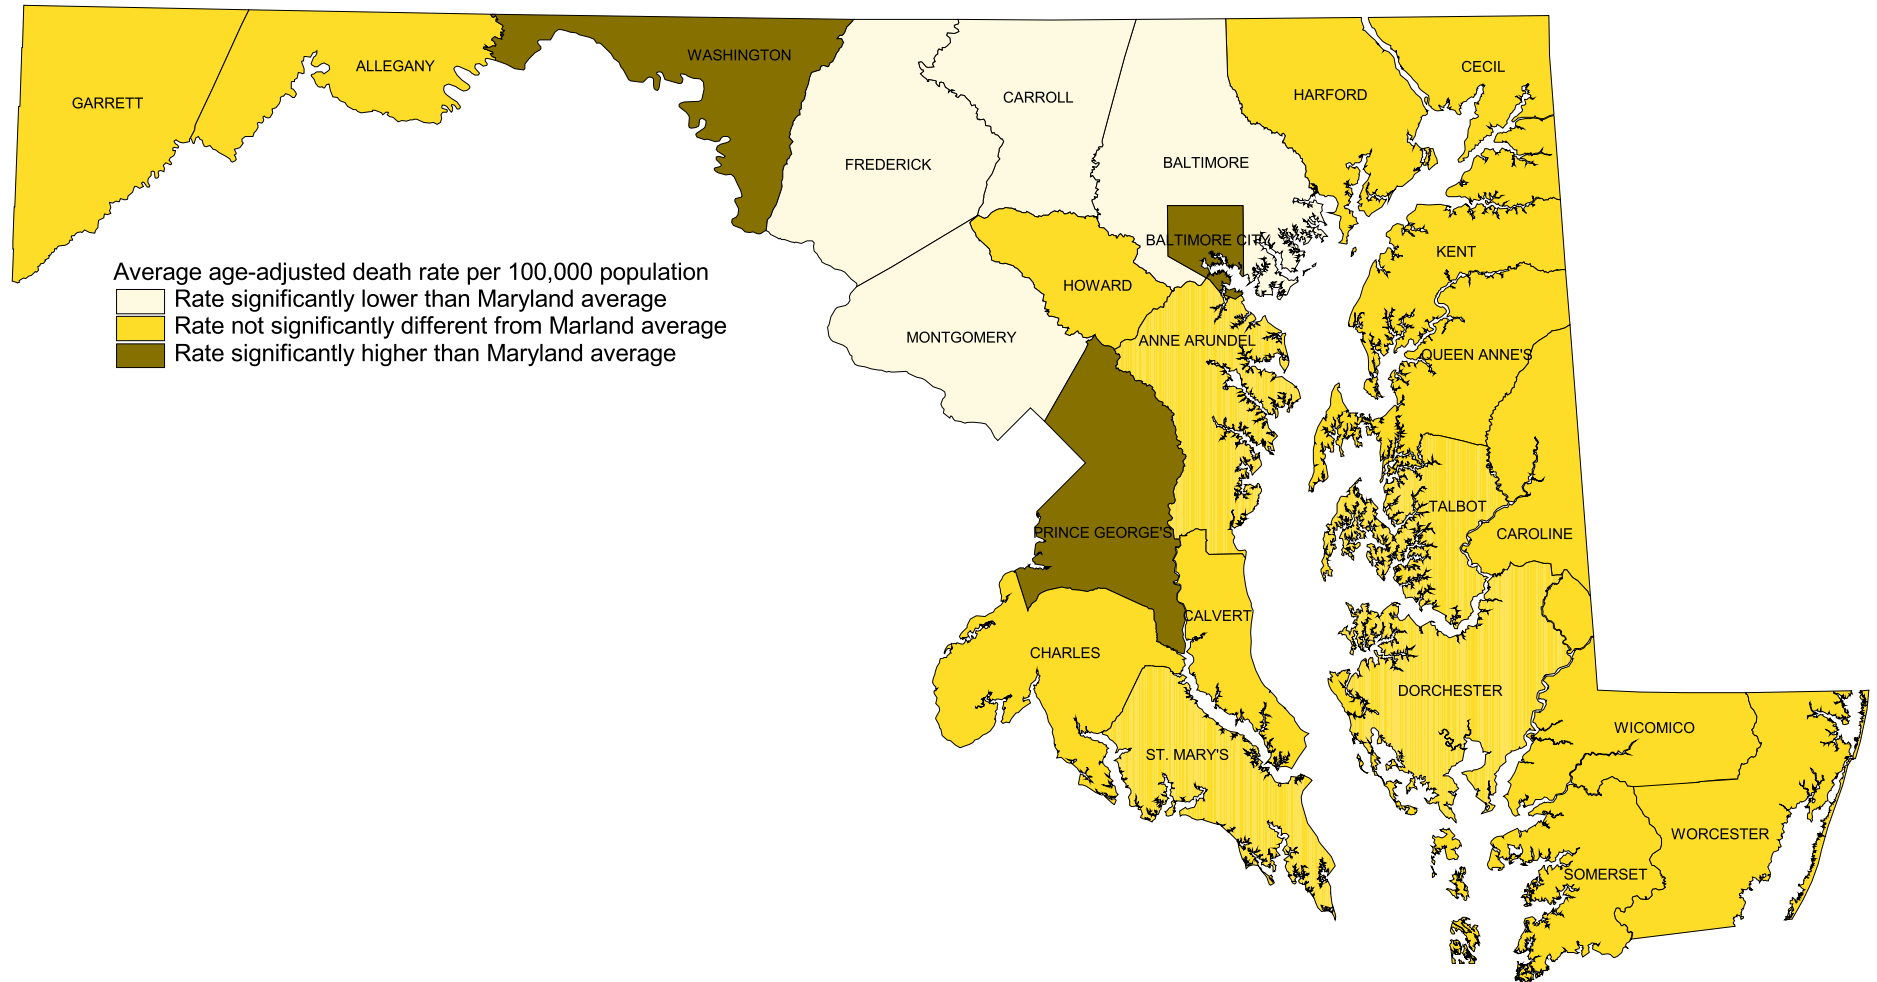 WASHINGTON
ALLEGANY
CECIL
GARRETT
CARROLL
HARFORD
FREDERICK
BALTIMORE
BALTIMORE CITY
KENT
Average age-adjusted death rate per 100,000 population
Rate significantly lower than Maryland average
Rate not significantly different from Marland average
Rate significantly higher than Maryland average
HOWARD
MONTGOMERY
ANNE ARUNDEL
QUEEN ANNE'S
TALBOT
PRINCE GEORGE'S
CAROLINE
CALVERT
CHARLES
DORCHESTER
WICOMICO
ST. MARY'S
WORCESTER
SOMERSET